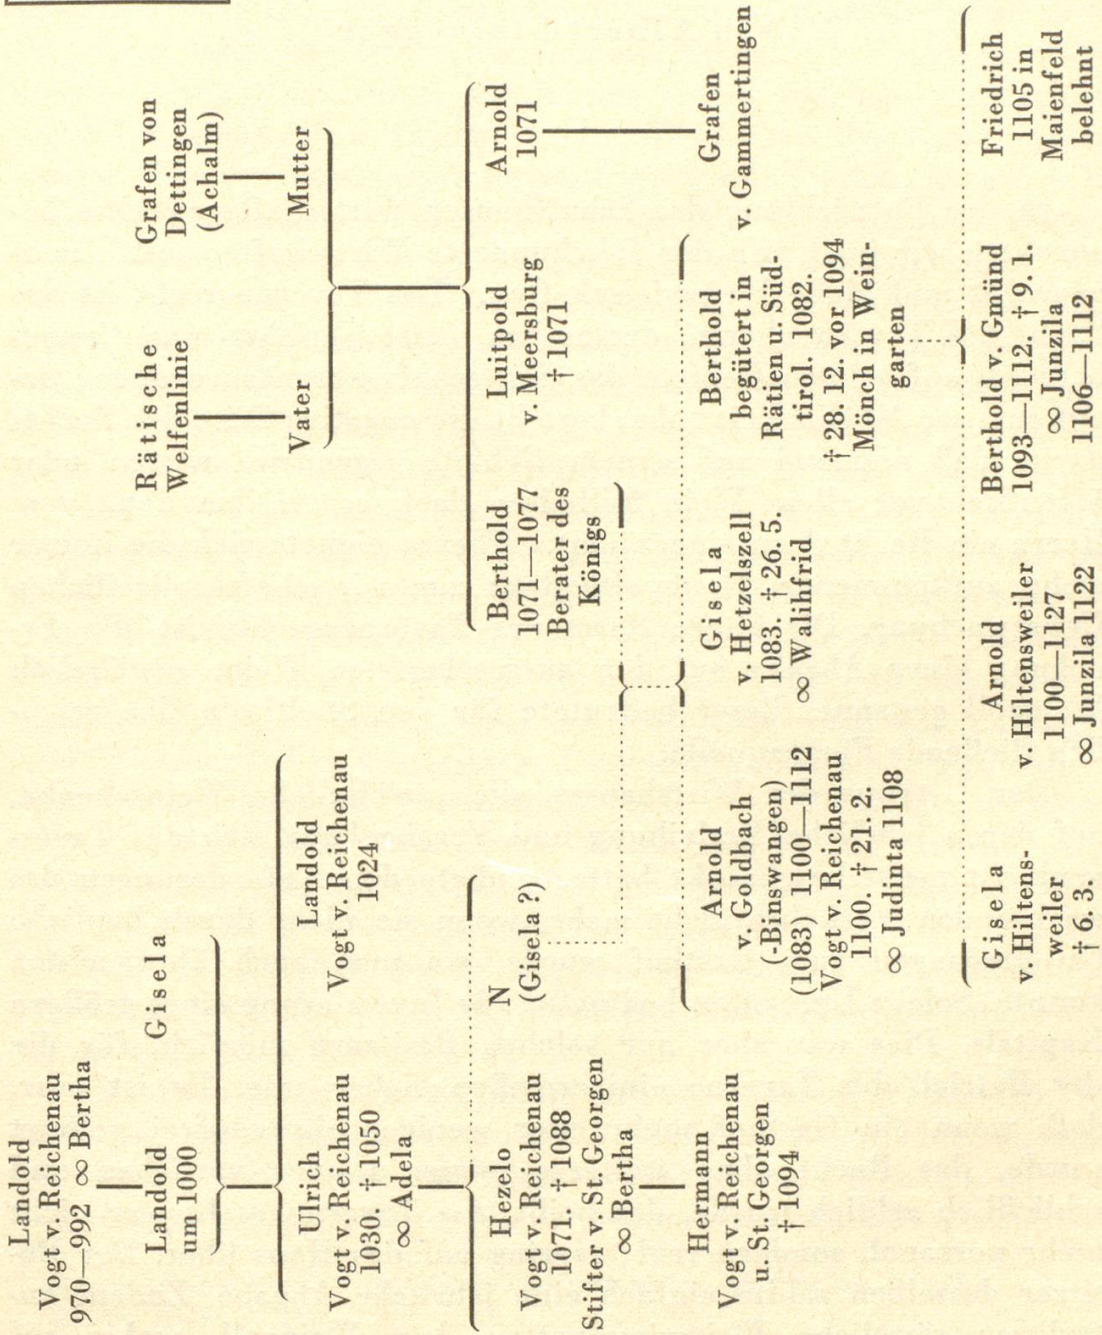 Landold
Vogt v. Reichenau
970—992 ∞ Bertha
Landold
um 1000
Gisela
Ulrich
Vogt v. Reichenau
1030. † 1050
∞ Adela
Landold
Vogt v. Reichenau
1024
Hezelo
Vogt v. Reichenau
1071. † 1088
Stifter v. St. Georgen
∞ Bertha
N
(Gisela ?)
Hermann
Vogt v. Reichenau
u. St. Georgen
† 1094
Rätische
Welfenlinie
Grafen von
Dettingen
(Achalm)
Vater
Mutter
Berthold
1071—1077
Berater des
Königs
Luitpold
v. Meersburg
† 1071
Arnold
1071
Grafen
v. Gammertingen
Arnold
v. Goldbach
(-Binswangen)
(1083) 1100—1112
Vogt v. Reichenau
1100. † 21. 2.
∞ Judinta 1108
Gisela
v. Hetzelszell
1083. † 26. 5.
∞ Walihfrid
Berthold
begütert in
Rätien u. Süd-
tirol. 1082.
† 28. 12. vor 1094
Mönch in Wein-
garten
Gisela
v. Hiltens-
weiler
† 6. 3.
Arnold
v. Hiltensweiler
1100—1127
∞ Junzila 1122
Berthold v. Gmünd
1093—1112. † 9. 1.
∞ Junzila
1106—1112
Friedrich
1105 in
Maienfeld
belehnt